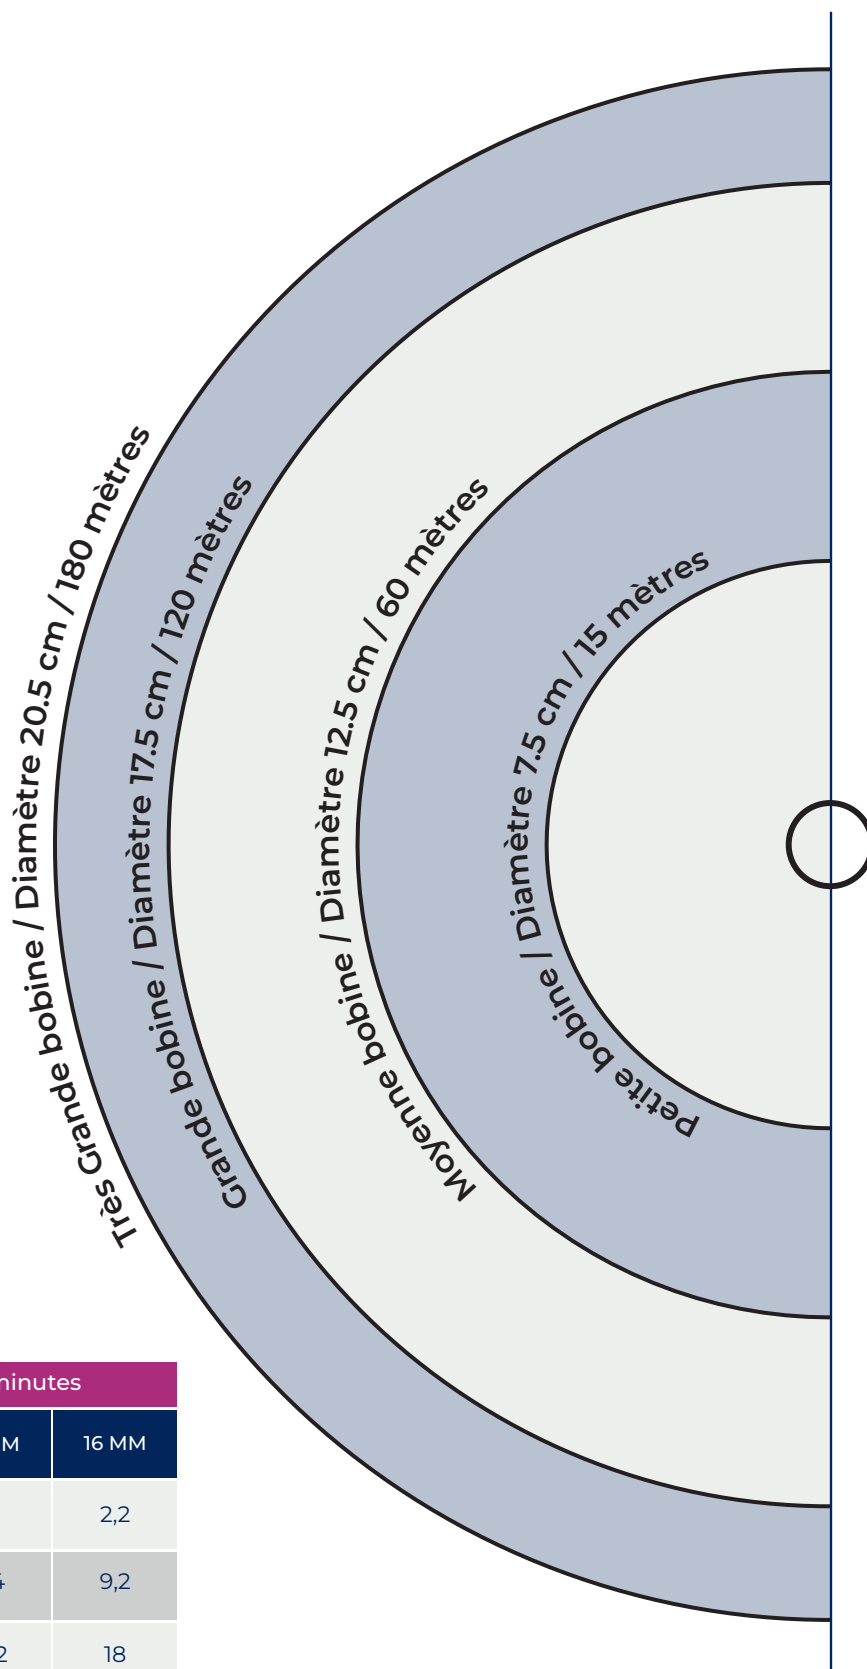 Très Grande bobine / Diamètre 20.5 cm / 180 mètres
Grande bobine / Diamètre 17.5 cm / 120 mètres
Moyenne bobine / Diamètre 12.5 cm / 60 mètres
Petite bobine / Diamètre 7.5 cm / 15 mètres
minutes
M 16 MM
2,2
4 9,2
2 18